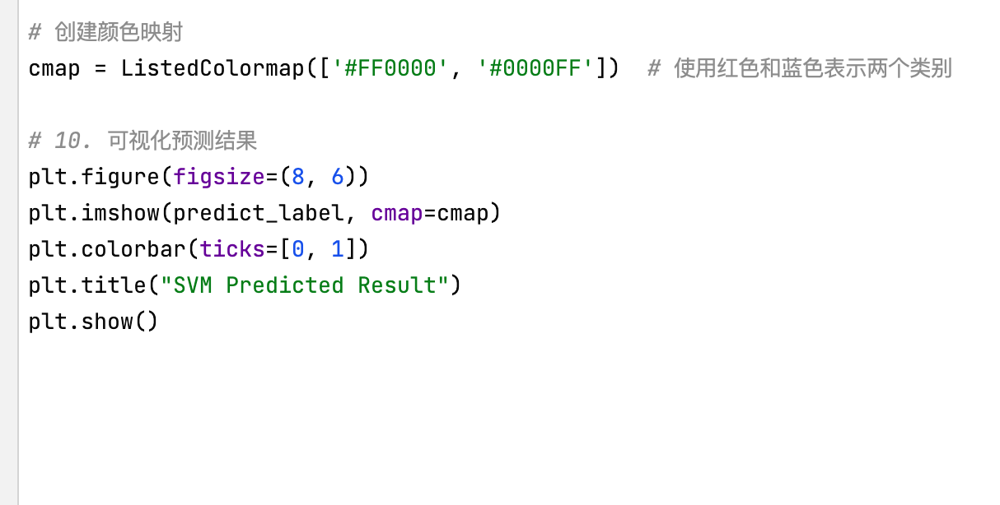 # 创建颜色映射
cmap = ListedColormap(['#FF0000', '#0000FF'])  # 使用红色和蓝色表示两个类别
# 10. 可视化预测结果
plt.figure(figsize=(8, 6))
plt.imshow(predict_label, cmap=cmap)
plt.colorbar(ticks=[0, 1])
plt.title("SVM Predicted Result")
plt.show()